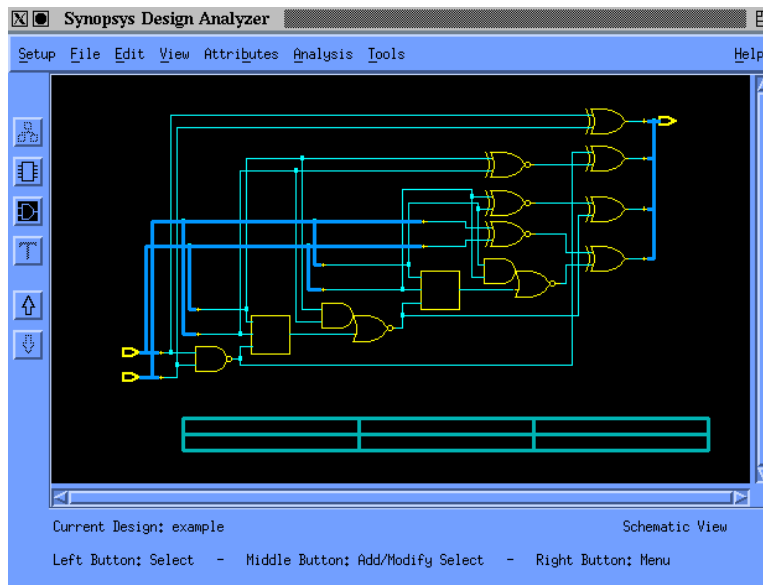 Synopsys Design Analyzer
Setup File Edit View Attributes Analysis Tools Help
Current Design: example Schematic View
Left Button: Select - Middle Button: Add/Modify Select - Right Button: Menu